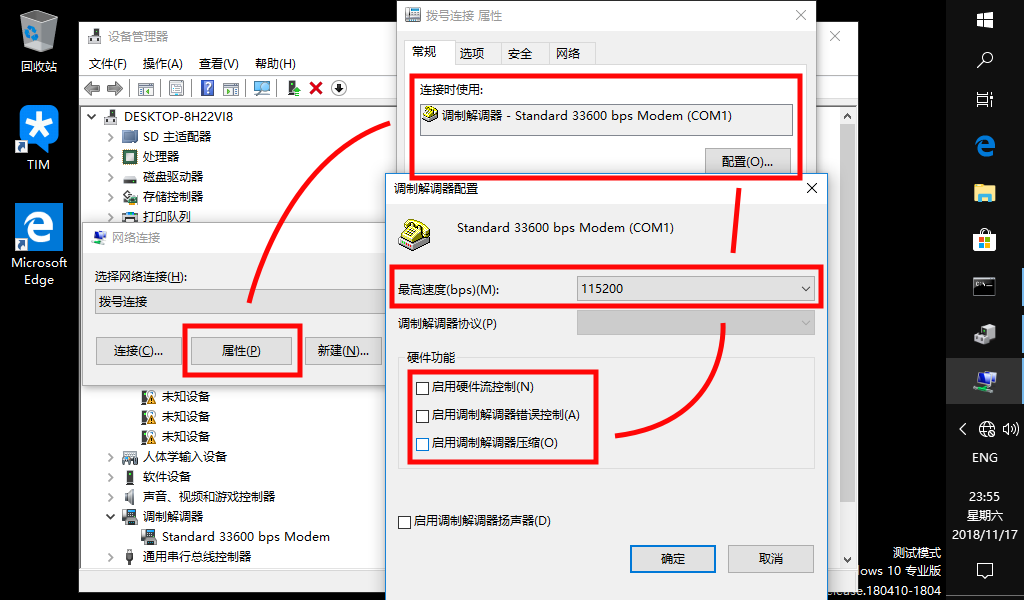 回收站
TIM
Microsoft
Edge
设备管理器
文件(F) 操作(A) 查看(V) 帮助(H)
DESKTOP-8H22VI8
SD 主适配器
处理器
磁盘驱动器
存储控制器
打印队列
网络连接
选择网络连接(H):
拨号连接
连接(C)... 属性(P) 新建(N)...
未知设备
未知设备
未知设备
人体学输入设备
软件设备
声音、视频和游戏控制器
调制解调器
Standard 33600 bps Modem
通用串行总线控制器
拨号连接 属性
常规 选项 安全 网络
连接时使用:
调制解调器 - Standard 33600 bps Modem (COM1)
配置(O)...
调制解调器配置
Standard 33600 bps Modem (COM1)
最高速度(bps)(M): 115200
调制解调器协议(P)
硬件功能
启用硬件流控制(N)
启用调制解调器错误控制(A)
启用调制解调器压缩(O)
启用调制解调器扬声器(D)
确定 取消
测试模式
ows 10 专业版
elease.180410-1804
ENG
23:55
星期六
2018/11/17